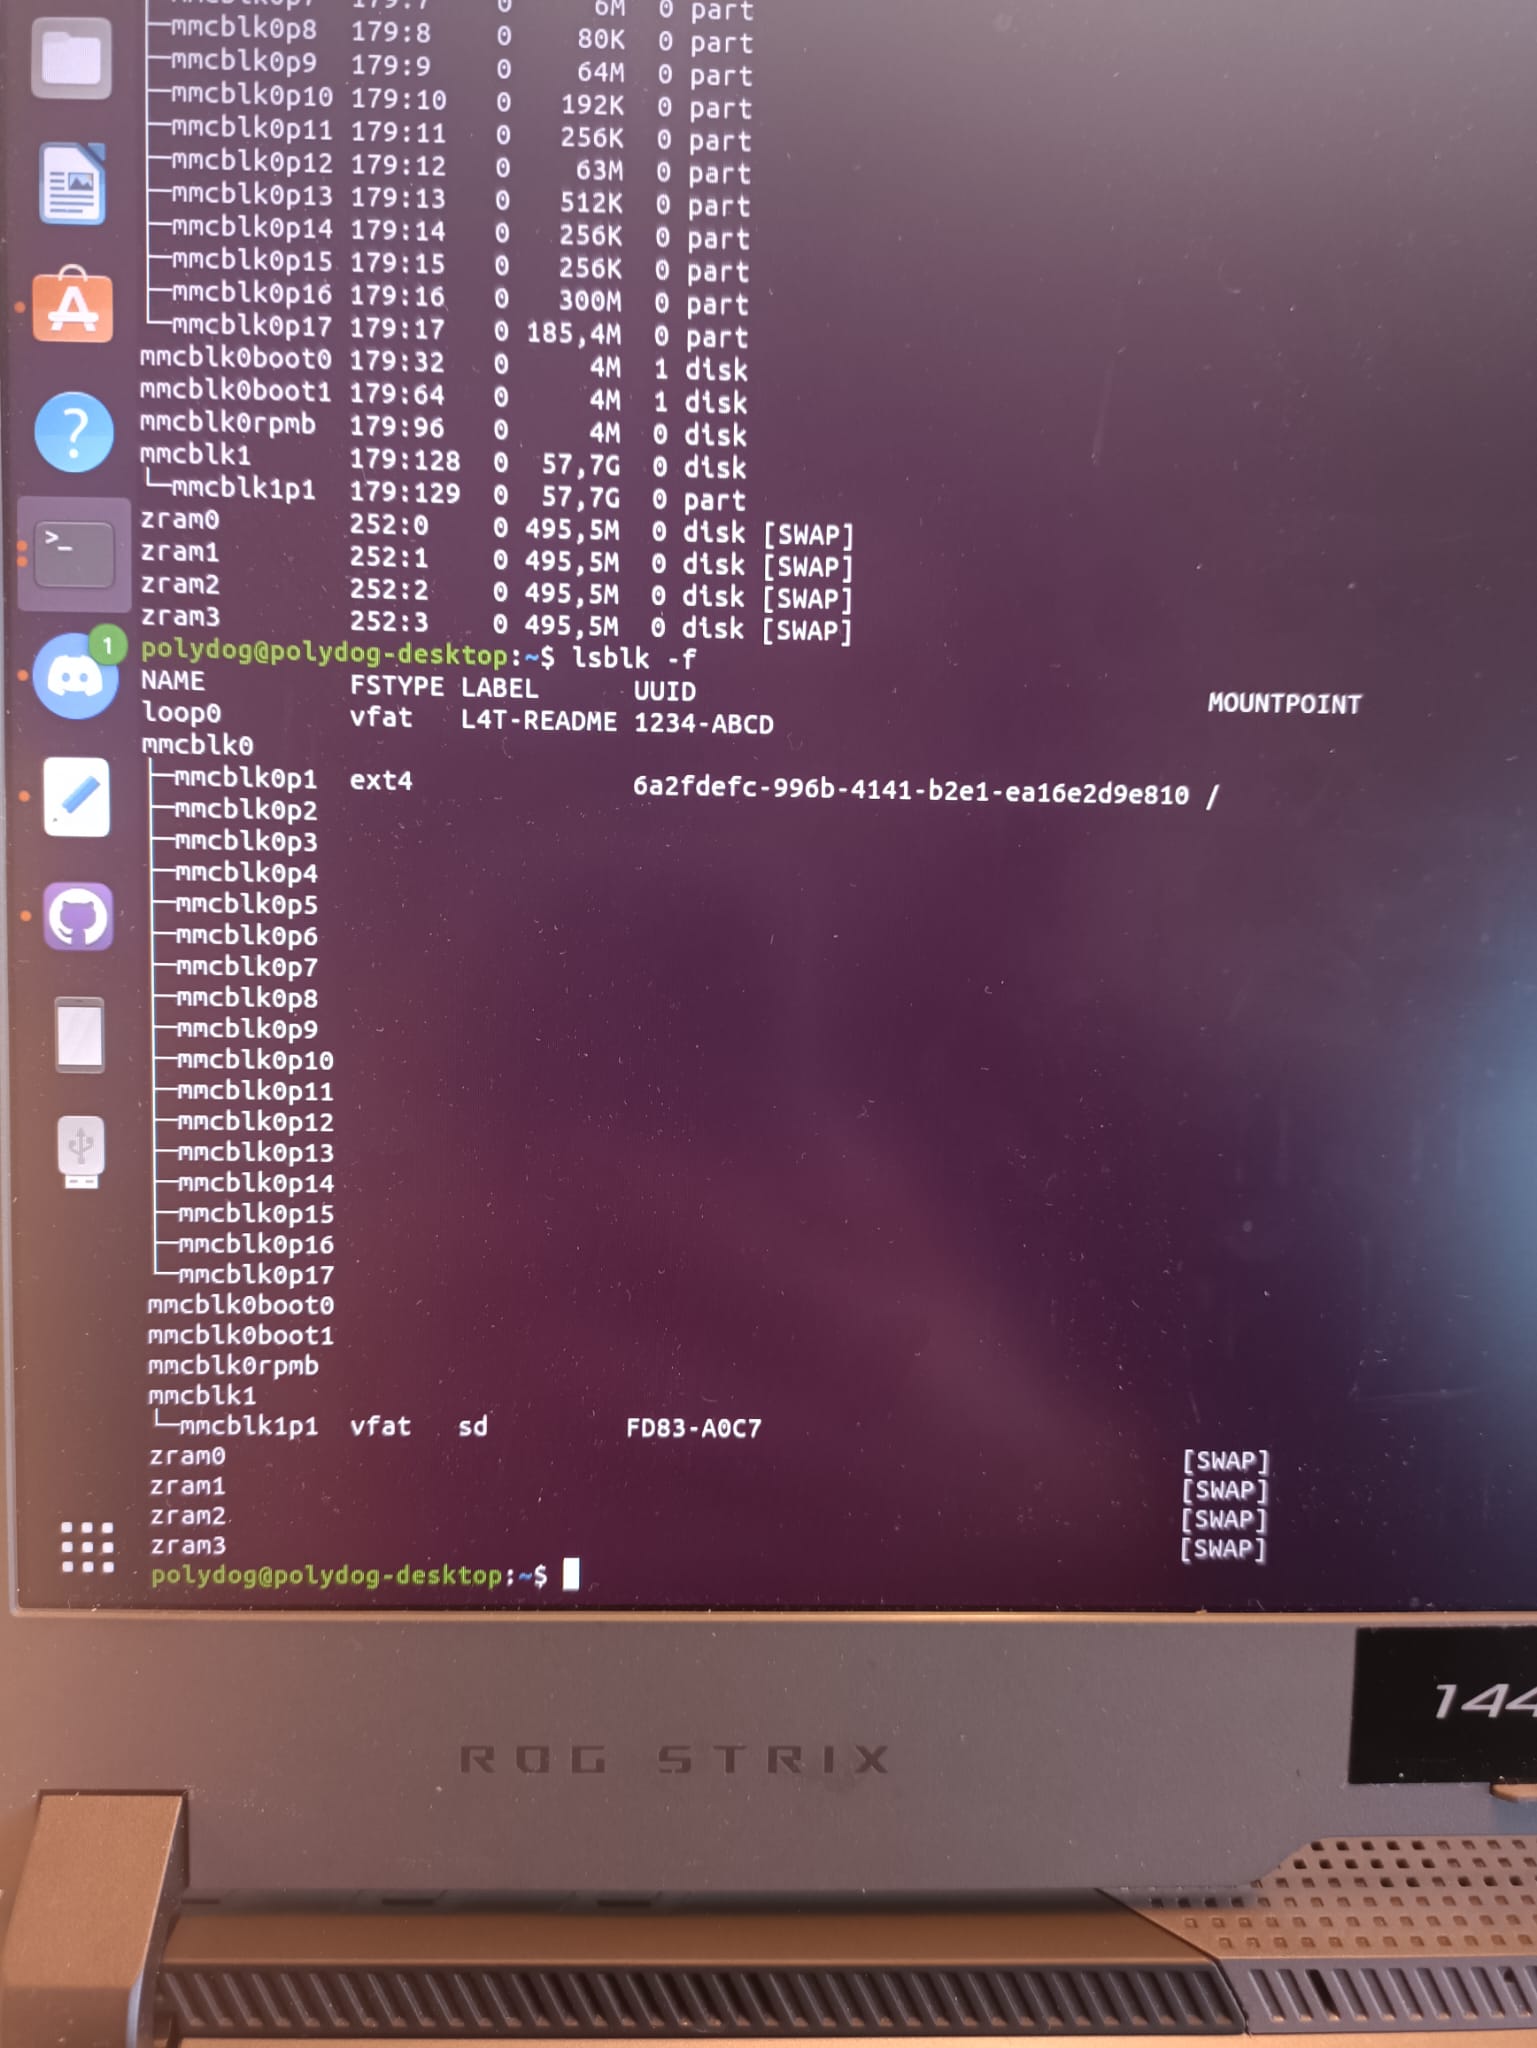 mmcblk0p7 179:7 0 6M 0 part
├─mmcblk0p8 179:8 0 80K 0 part
├─mmcblk0p9 179:9 0 64M 0 part
├─mmcblk0p10 179:10 0 192K 0 part
├─mmcblk0p11 179:11 0 256K 0 part
├─mmcblk0p12 179:12 0 63M 0 part
├─mmcblk0p13 179:13 0 512K 0 part
├─mmcblk0p14 179:14 0 256K 0 part
├─mmcblk0p15 179:15 0 256K 0 part
├─mmcblk0p16 179:16 0 300M 0 part
└─mmcblk0p17 179:17 0 185,4M 0 part
mmcblk0boot0 179:32 0 4M 1 disk
mmcblk0boot1 179:64 0 4M 1 disk
mmcblk0rpmb 179:96 0 4M 0 disk
mmcblk1 179:128 0 57,7G 0 disk
└─mmcblk1p1 179:129 0 57,7G 0 part
zram0 252:0 0 495,5M 0 disk [SWAP]
zram1 252:1 0 495,5M 0 disk [SWAP]
zram2 252:2 0 495,5M 0 disk [SWAP]
zram3 252:3 0 495,5M 0 disk [SWAP]
polydog@polydog-desktop:~$ lsblk -f
NAME FSTYPE LABEL UUID MOUNTPOINT
loop0 vfat L4T-README 1234-ABCD
mmcblk0
├─mmcblk0p1 ext4 6a2fdefc-996b-4141-b2e1-ea16e2d9e810 /
├─mmcblk0p2
├─mmcblk0p3
├─mmcblk0p4
├─mmcblk0p5
├─mmcblk0p6
├─mmcblk0p7
├─mmcblk0p8
├─mmcblk0p9
├─mmcblk0p10
├─mmcblk0p11
├─mmcblk0p12
├─mmcblk0p13
├─mmcblk0p14
├─mmcblk0p15
├─mmcblk0p16
└─mmcblk0p17
mmcblk0boot0
mmcblk0boot1
mmcblk0rpmb
mmcblk1
└─mmcblk1p1 vfat sd FD83-A0C7
zram0 [SWAP]
zram1 [SWAP]
zram2 [SWAP]
zram3 [SWAP]
polydog@polydog-desktop:~$
1
ROG STRIX
144